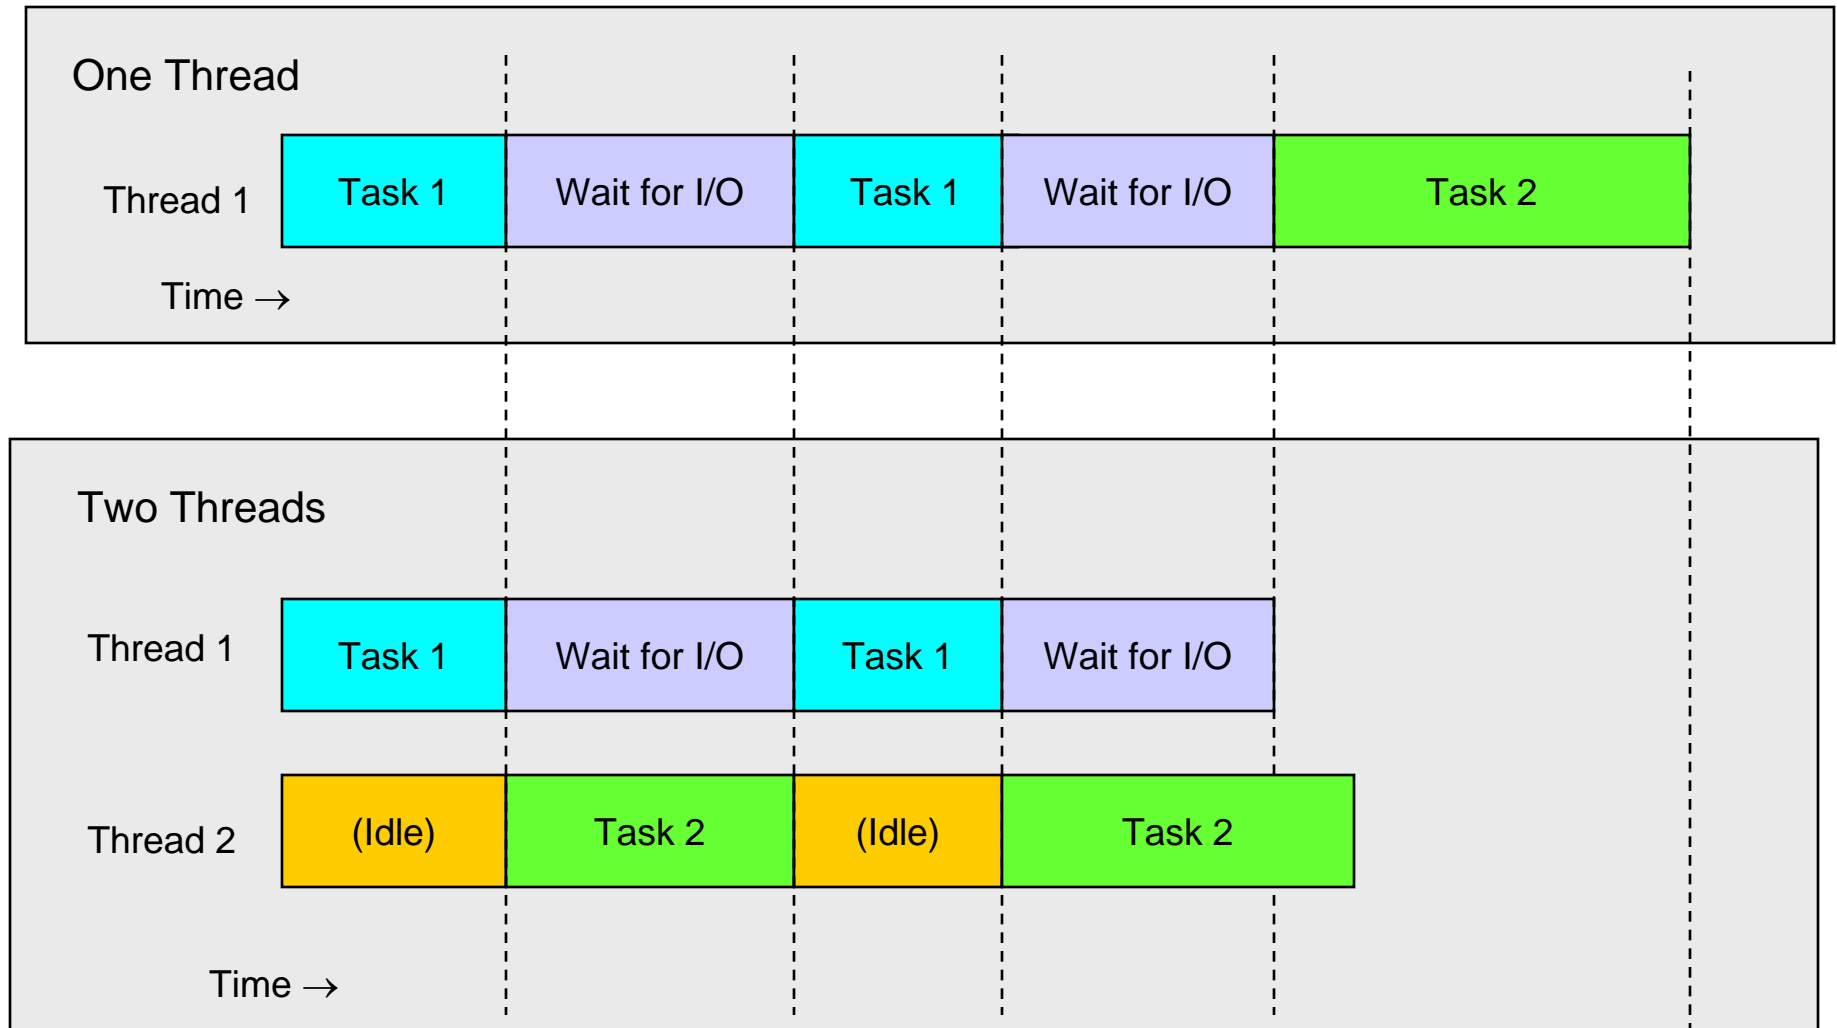 One Thread
Thread 1 Task 1 Wait for I/O Task 1 Wait for I/O Task 2
Time →
Two Threads
Thread 1 Task 1 Wait for I/O Task 1 Wait for I/O
Thread 2 (Idle) Task 2 (Idle) Task 2
Time →